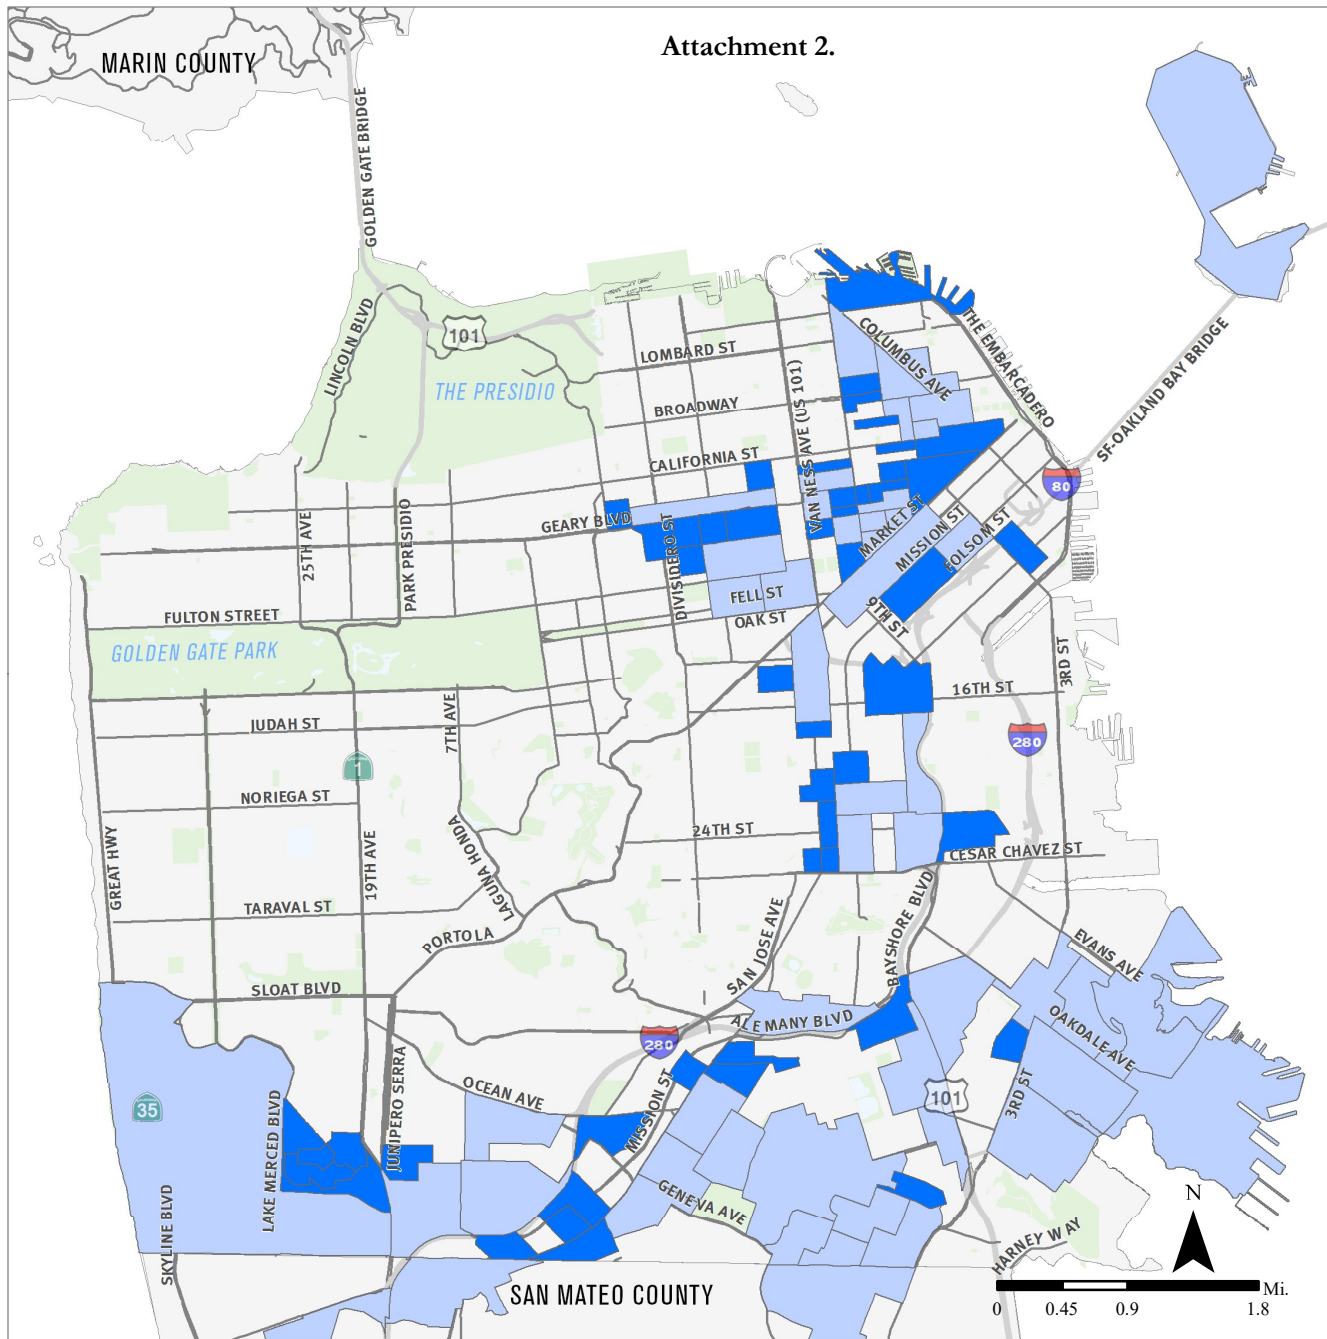 Attachment 2.
MARIN COUNTY
GOLDEN GATE BRIDGE
LINCOLN BLVD
101
THE PRESIDIO
LOMBARD ST
BROADWAY
CALIFORNIA ST
COLUMBUS AVE
THE EMBARCADERO
SF-OAKLAND BAY BRIDGE
VAN NESS AVE (US 101)
80
25TH AVE
PARK PRESIDIO
GEARY BLVD
DIVISIDERO ST
MARKET ST
MISSION ST
FOLSOM ST
FULTON STREET
FELL ST
OAK ST
9TH ST
3RD ST
GOLDEN GATE PARK
16TH ST
JUDAH ST
7TH AVE
280
1
NORIEGA ST
24TH ST
CESAR CHAVEZ ST
GREAT HWY
19TH AVE
LAGUNA HONDA
TARAVAL ST
PORTOLA
SAN JOSE AVE
BAYSHORE BLVD
EVANS AVE
SLOAT BLVD
ALEMANY BLVD
OAKDALE AVE
280
35
OCEAN AVE
JUNIPERO SERRA
LAKE MERCED BLVD
MISSION ST
101
3RD ST
GENEVA AVE
SKYLINE BLVD
HARNEY WAY
SAN MATEO COUNTY
N
Mi.
0 0.45 0.9 1.8